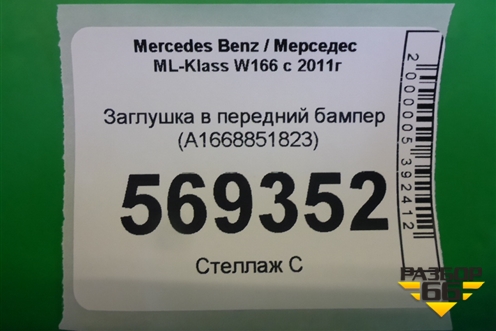 Mercedes Benz / Мерседес
ML-Klass W166 с 2011г
Заглушка в передний бампер
(A1668851823)
569352
Стеллаж С
2000005392412
РАЗБОР
66